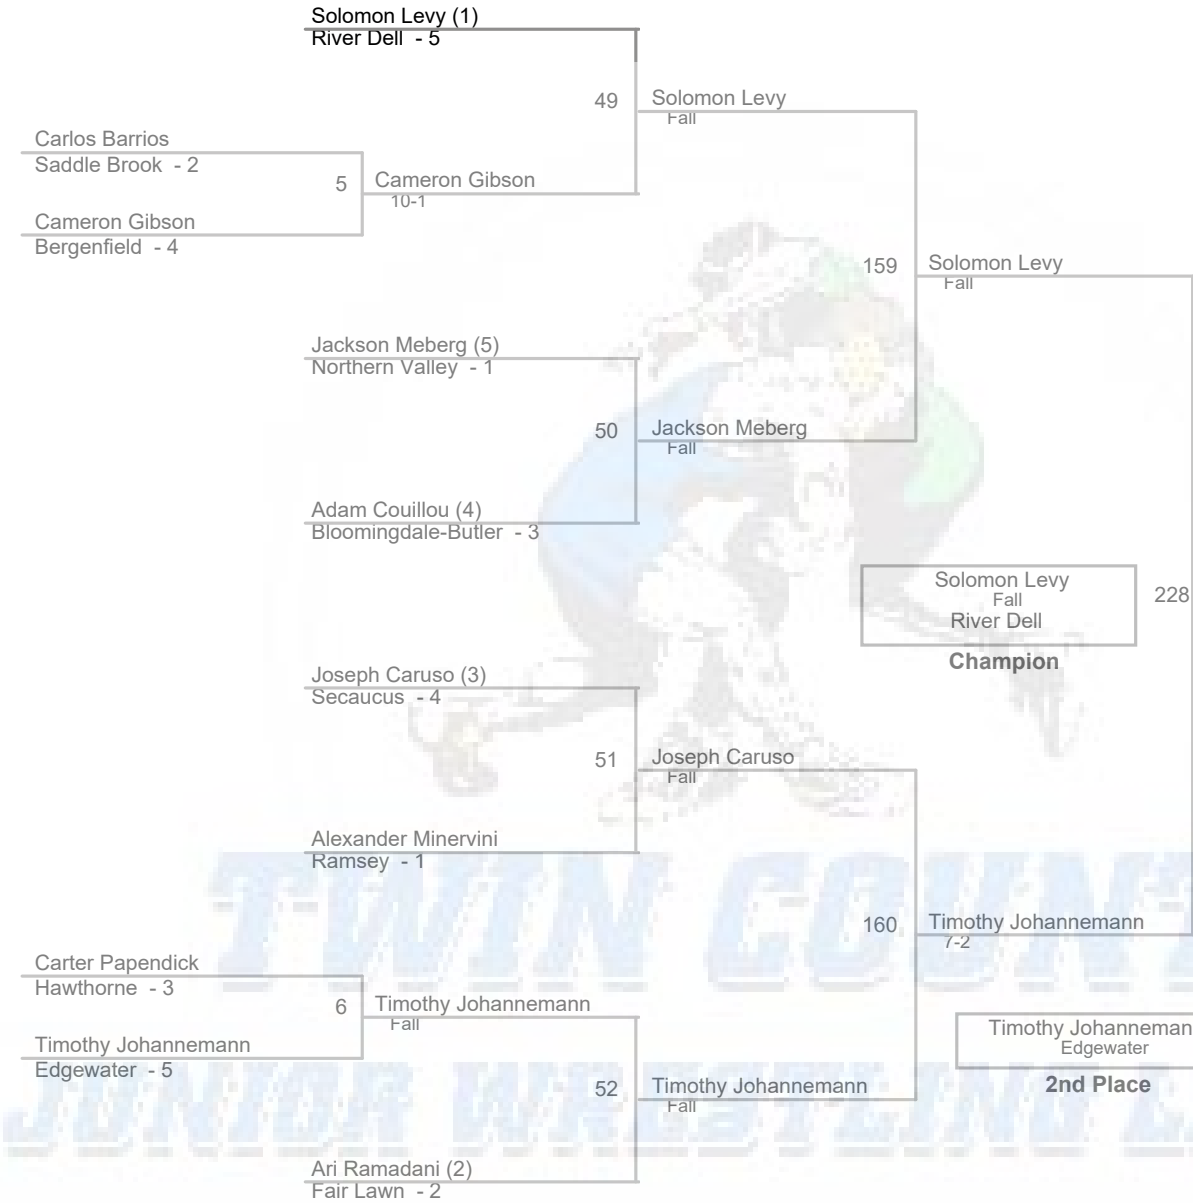 Solomon Levy (1)
River Dell - 5
49
Solomon Levy
Fall
Carlos Barrios
Saddle Brook - 2
5
Cameron Gibson
10-1
Cameron Gibson
Bergenfield - 4
159
Solomon Levy
Fall
Jackson Meberg (5)
Northern Valley - 1
50
Jackson Meberg
Fall
Adam Couillou (4)
Bloomingdale-Butler - 3
Solomon Levy
Fall
River Dell
228
Champion
Joseph Caruso (3)
Secaucus - 4
51
Joseph Caruso
Fall
Alexander Minervini
Ramsey - 1
TWIN COUNT
160
Timothy Johannemann
7-2
Carter Papendick
Hawthorne - 3
6
Timothy Johannemann
Fall
Timothy Johannemann
Edgewater - 5
Timothy Johanneman
Edgewater
2nd Place
52
Timothy Johannemann
Fall
JUNIOR WRESTLING L
Ari Ramadani (2)
Fair Lawn - 2